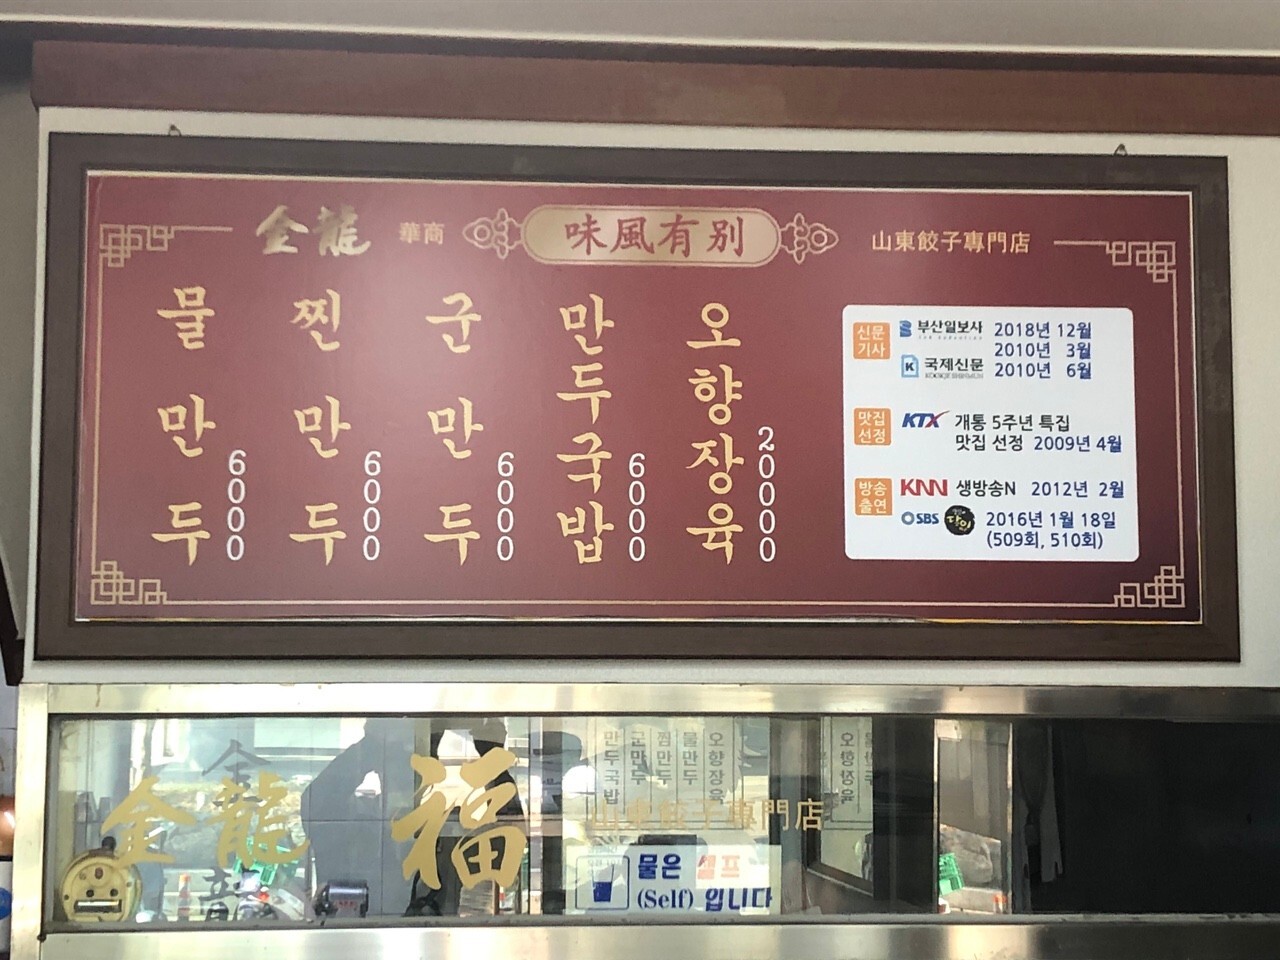 金龍 華商 味風有别 山東餃子專門店
물만두 6000
찐만두 6000
군만두 6000
만두국밥 6000
오향장육 20000
신문기사
부산일보사 2018년 12월
2010년 3월
국제신문 2010년 6월
맛집선정
KTX 개통 5주년 특집
맛집 선정 2009년 4월
방송출연
KNN 생방송N 2012년 2월
SBS 달인 2016년 1월 18일
(509회, 510회)
金龍 福 山東餃子專門店
만두국밥
군만두
찜만두
물만두
오향장육
오향장육
물은 셀프
(Self) 입니다